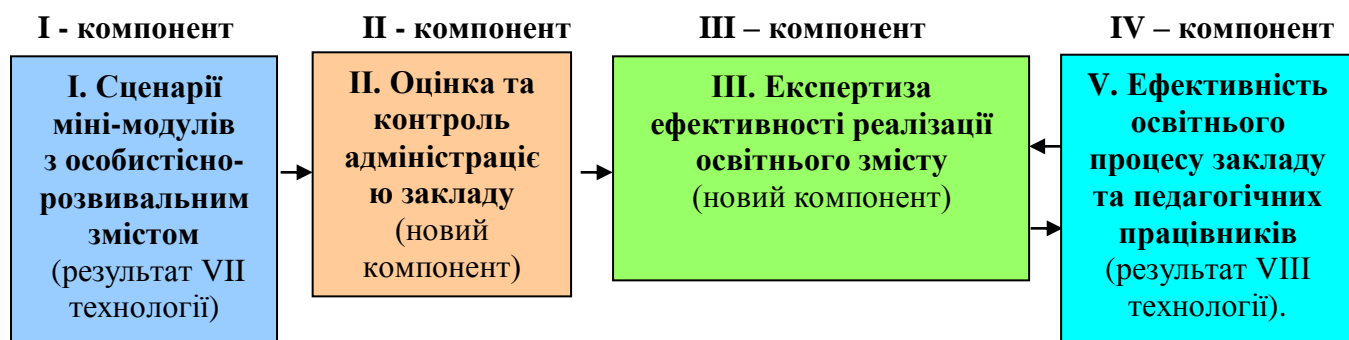 I - компонент
II - компонент
III – компонент
IV – компонент
I. Сценарії
міні-модулів
з особистісно-
розвивальним
змістом
(результат VII
технології)
II. Оцінка та
контроль
адміністраціє
ю закладу
(новий
компонент)
III. Експертиза
ефективності реалізації
освітнього змісту
(новий компонент)
V. Ефективність
освітнього
процесу закладу
та педагогічних
працівників
(результат VIII
технології).